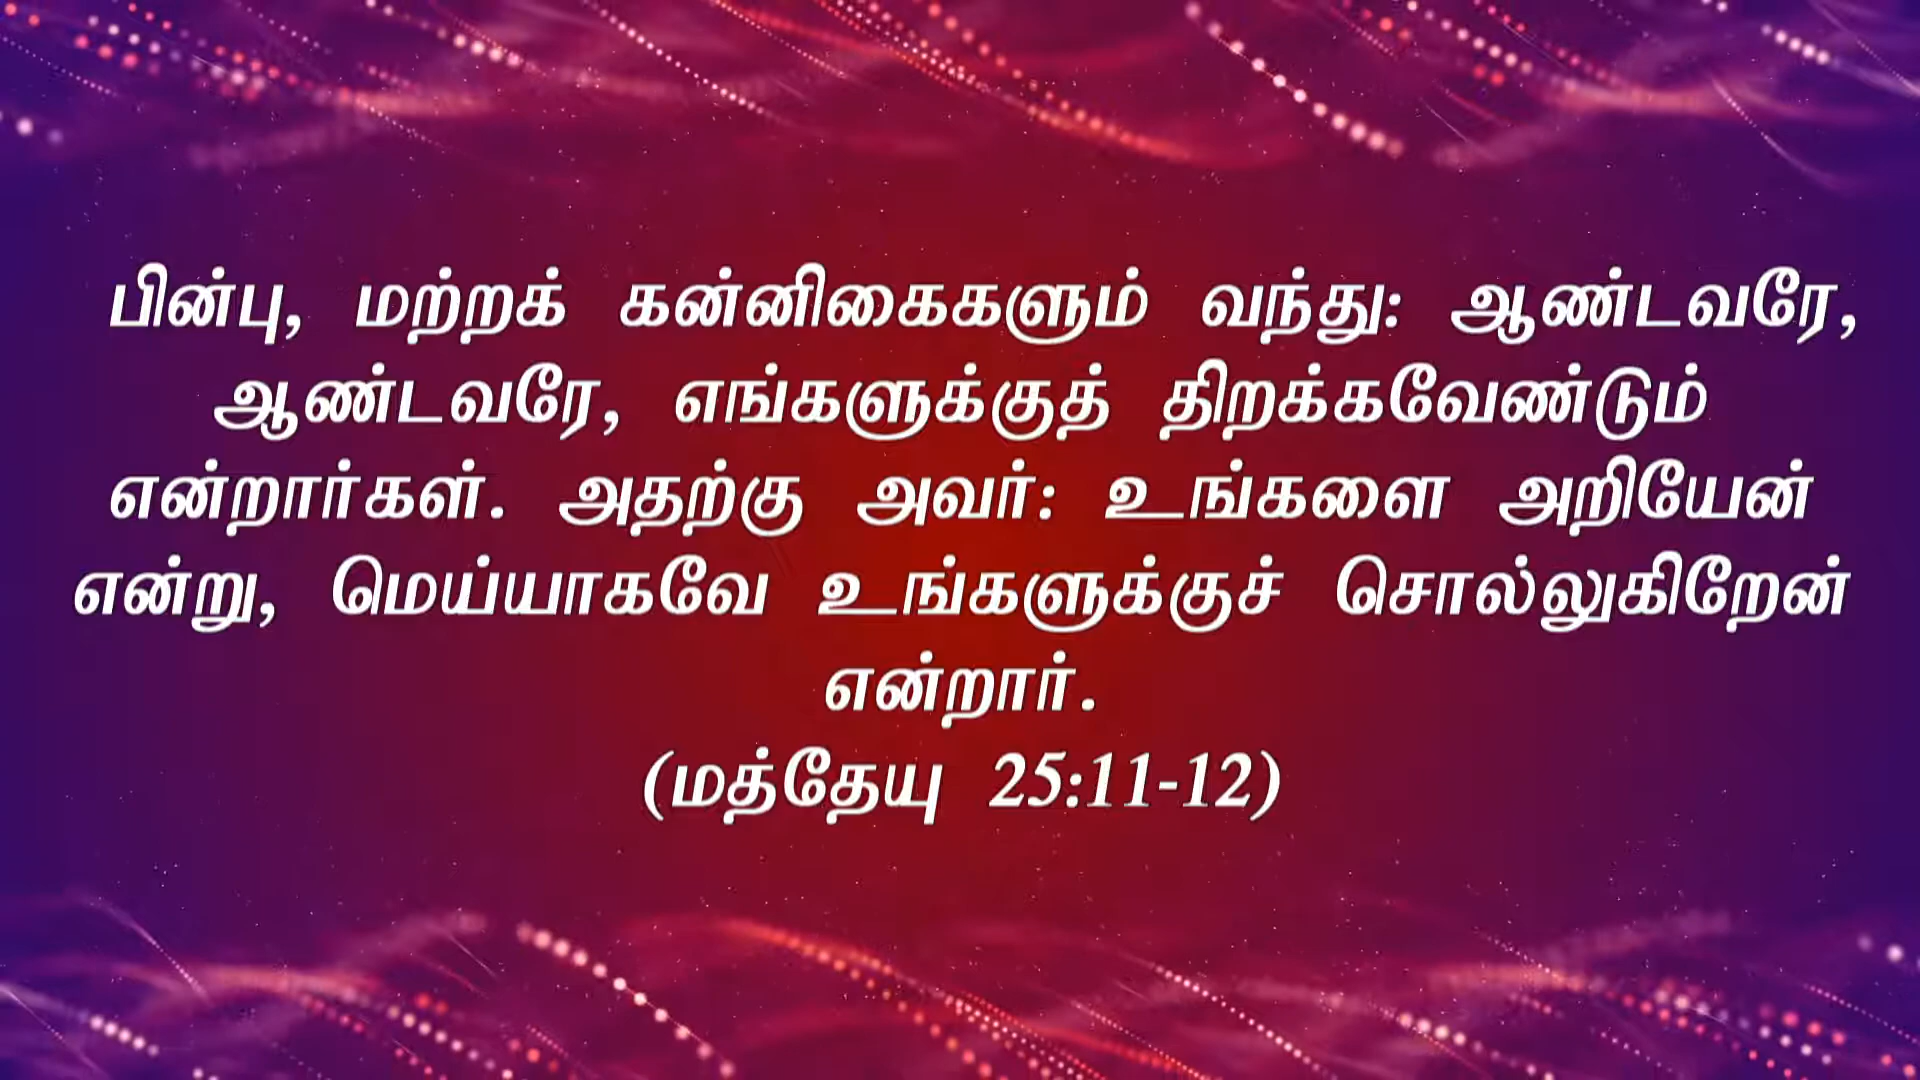 பின்பு, மற்றக் கன்னிகைகளும் வந்து: ஆண்டவரே,
ஆண்டவரே, எங்களுக்குத் திறக்கவேண்டும்
என்றார்கள். அதற்கு அவர்: உங்களை அறியேன்
என்று, மெய்யாகவே உங்களுக்குச் சொல்லுகிறேன்
என்றார்.
(மத்தேயு 25:11-12)